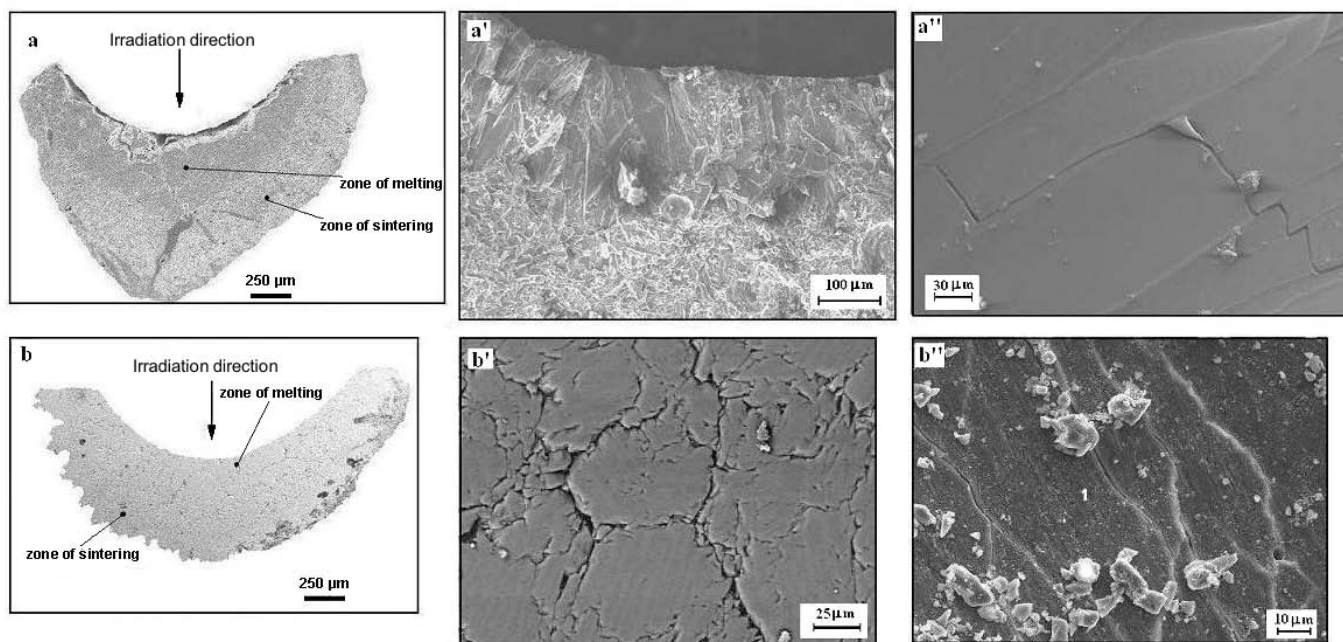 a
Irradiation direction
zone of melting
zone of sintering
250 µm
a'
100 µm
a''
30 µm
b
Irradiation direction
zone of melting
zone of sintering
250 µm
b'
25µm
b''
1
10 µm